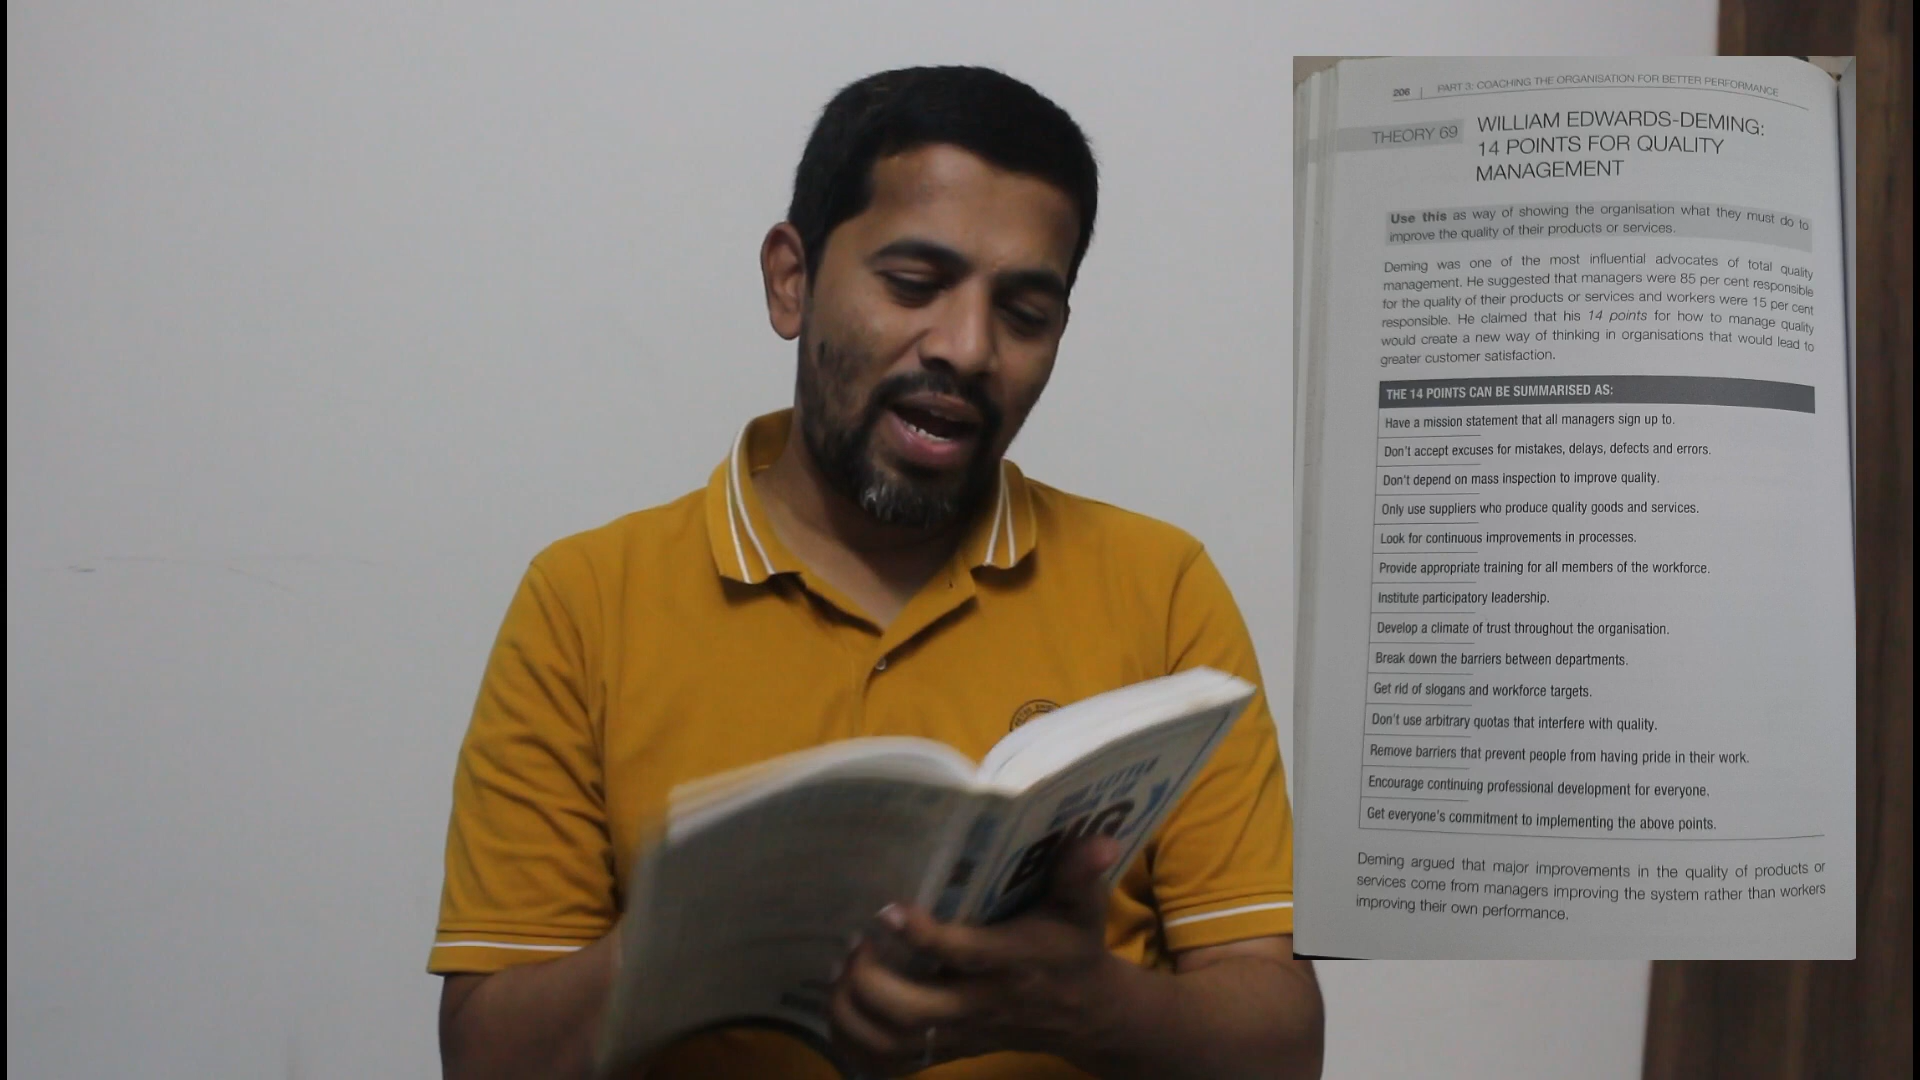 206 | PART 3: COACHING THE ORGANISATION FOR BETTER PERFORMANCE
THEORY 69
WILLIAM EDWARDS-DEMING:
14 POINTS FOR QUALITY
MANAGEMENT
Use this as way of showing the organisation what they must do to
improve the quality of their products or services.
Deming was one of the most influential advocates of total quality
management. He suggested that managers were 85 per cent responsible
for the quality of their products or services and workers were 15 per cent
responsible. He claimed that his 14 points for how to manage quality
would create a new way of thinking in organisations that would lead to
greater customer satisfaction.
THE 14 POINTS CAN BE SUMMARISED AS:
Have a mission statement that all managers sign up to.
Don't accept excuses for mistakes, delays, defects and errors.
Don't depend on mass inspection to improve quality.
Only use suppliers who produce quality goods and services.
Look for continuous improvements in processes.
Provide appropriate training for all members of the workforce.
Institute participatory leadership.
Develop a climate of trust throughout the organisation.
Break down the barriers between departments.
Get rid of slogans and workforce targets.
Don't use arbitrary quotas that interfere with quality.
Remove barriers that prevent people from having pride in their work.
Encourage continuing professional development for everyone.
Get everyone's commitment to implementing the above points.
Deming argued that major improvements in the quality of products or
services come from managers improving the system rather than workers
improving their own performance.
BIG